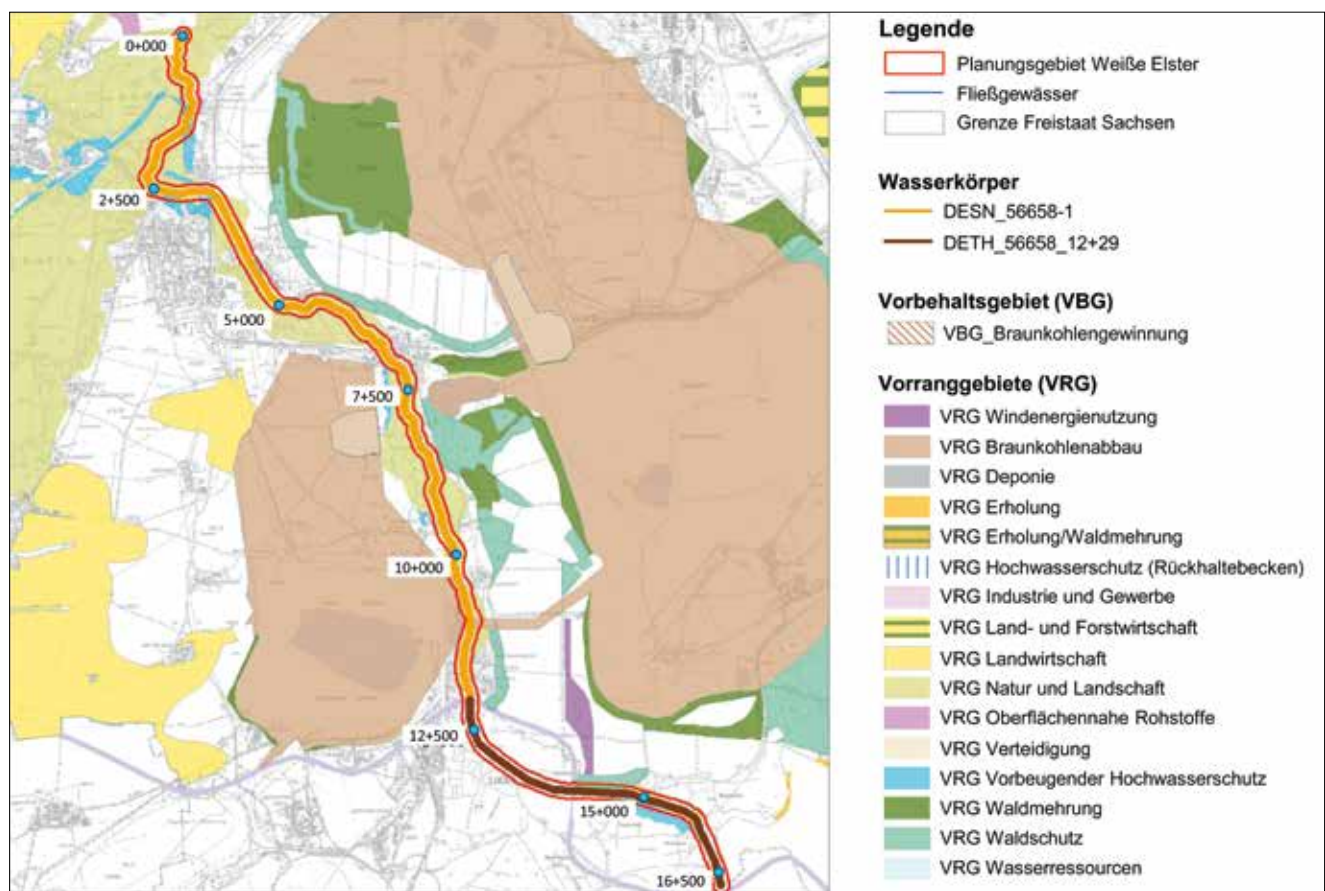 0+000
2+500
5+000
7+500
10+000
12+500
15+000
16+500
Legende
Planungsgebiet Weiße Elster
Fließgewässer
Grenze Freistaat Sachsen
Wasserkörper
DESN_56658-1
DETH_56658_12+29
Vorbehaltsgebiet (VBG)
VBG_Braunkohlengewinnung
Vorranggebiete (VRG)
VRG Windenergienutzung
VRG Braunkohlenabbau
VRG Deponie
VRG Erholung
VRG Erholung/Waldmehrung
VRG Hochwasserschutz (Rückhaltebecken)
VRG Industrie und Gewerbe
VRG Land- und Forstwirtschaft
VRG Landwirtschaft
VRG Natur und Landschaft
VRG Oberflächennahe Rohstoffe
VRG Verteidigung
VRG Vorbeugender Hochwasserschutz
VRG Waldmehrung
VRG Waldschutz
VRG Wasserressourcen